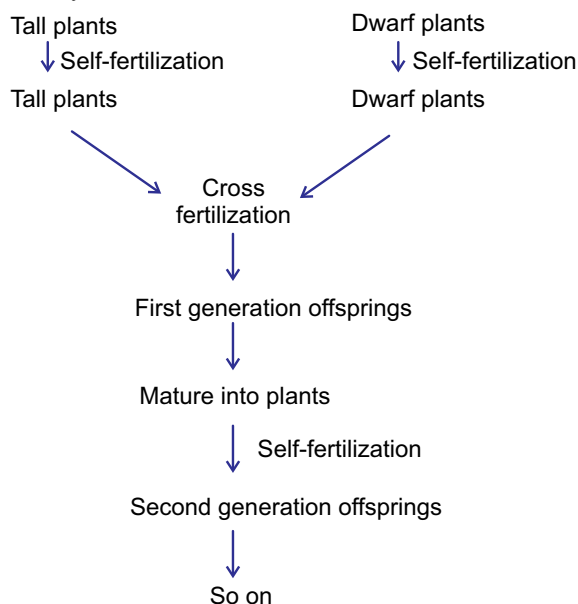 Tall plants
Dwarf plants
Self-fertilization
Self-fertilization
Tall plants
Dwarf plants
Cross
fertilization
First generation offsprings
Mature into plants
Self-fertilization
Second generation offsprings
So on